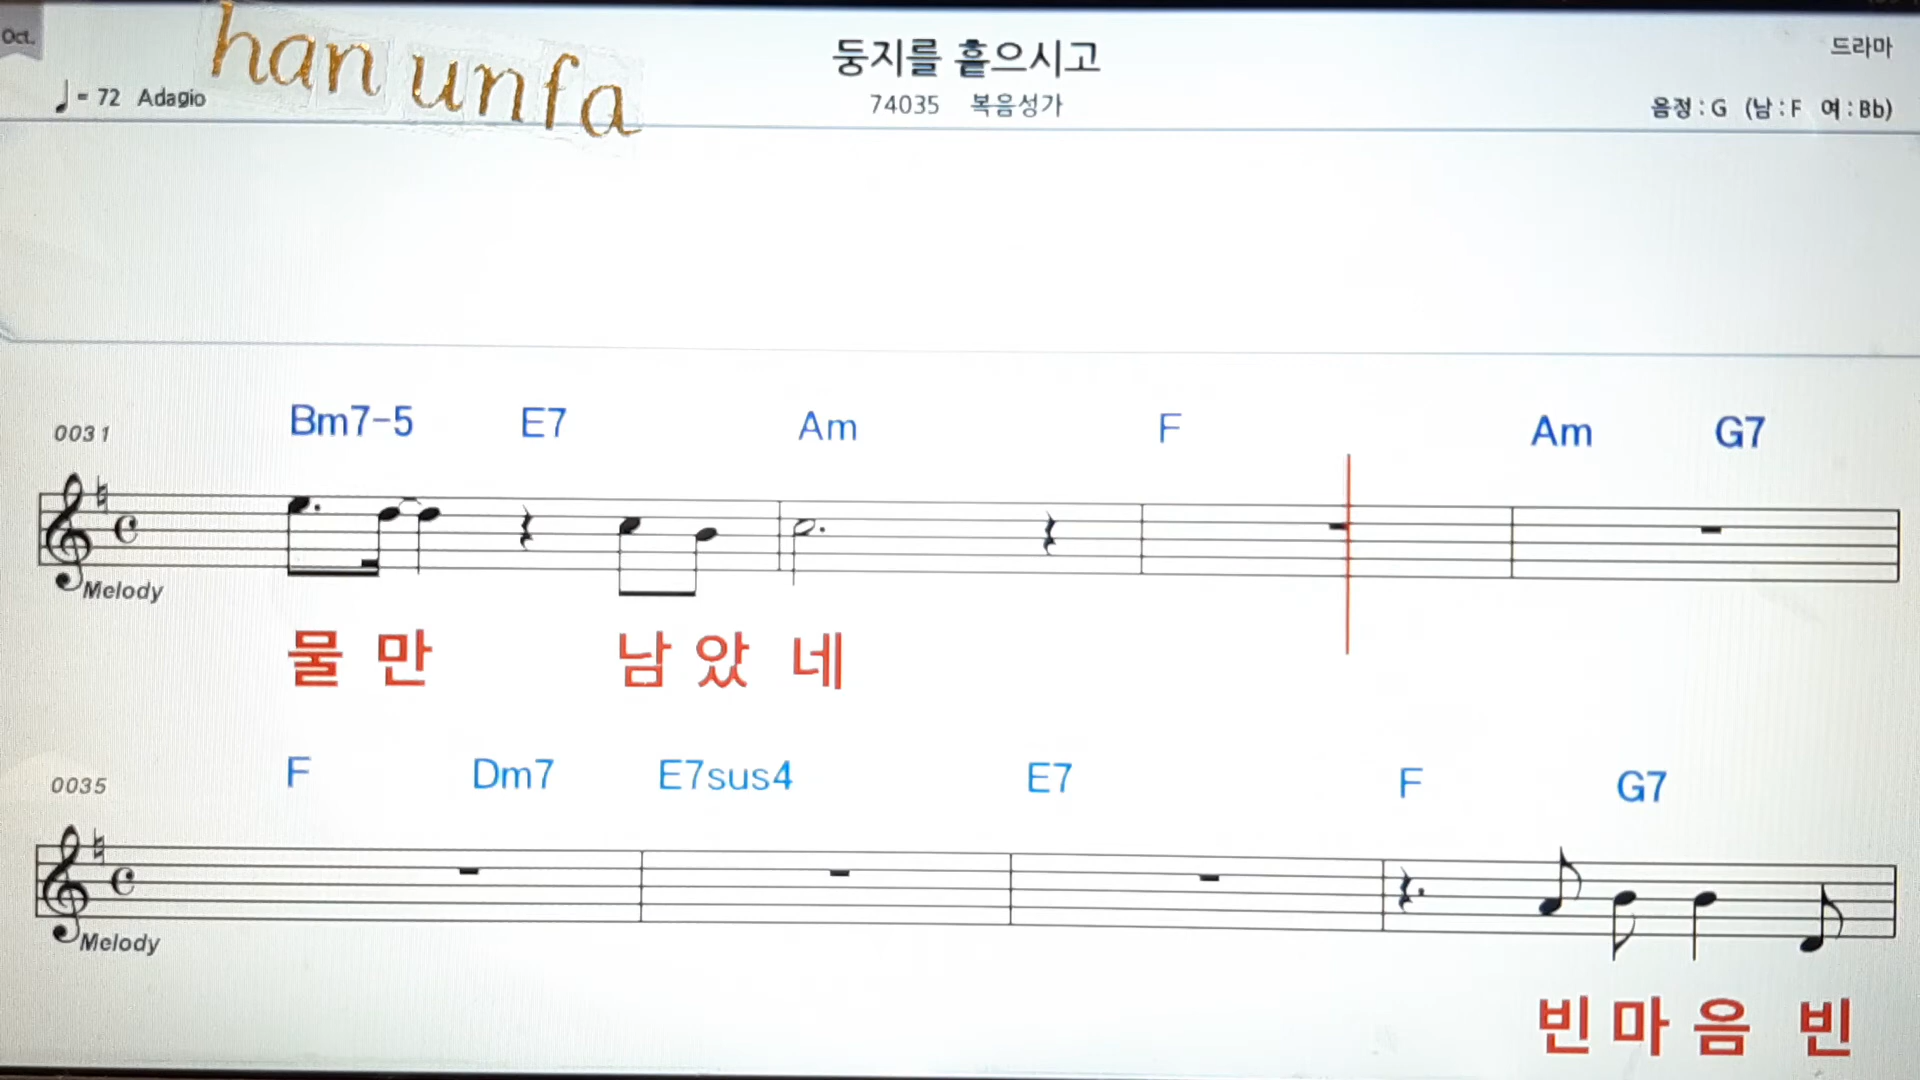 Oct.
han unfa
둥지를 흩으시고
드라마
♩= 72 Adagio
74035 복음성가
음정 : G (남 : F 여 : Bb)
0031 Bm7-5 E7 Am F Am G7
Melody
물 만 남 았 네
0035 F Dm7 E7sus4 E7 F G7
Melody
빈 마 음 빈